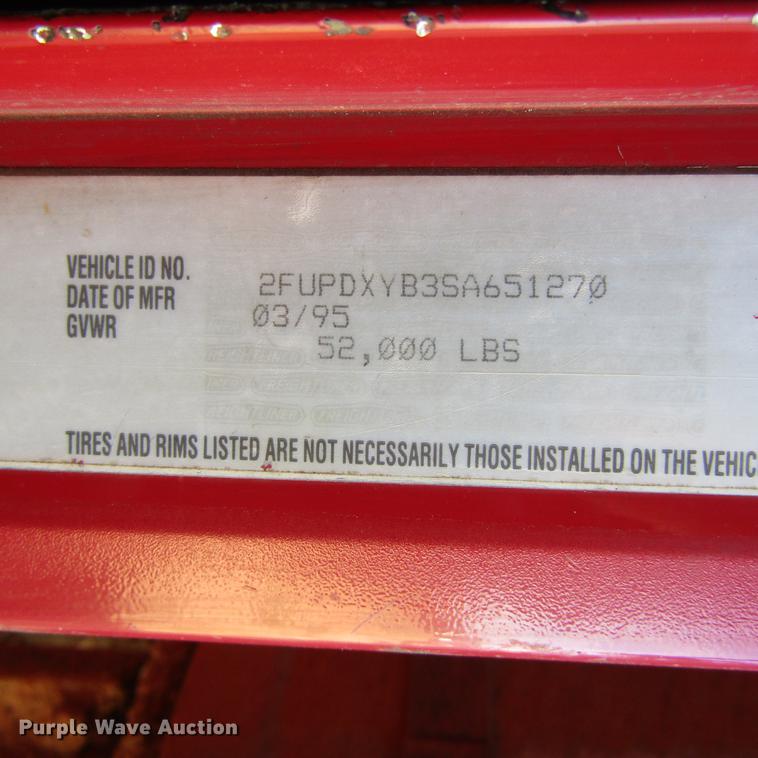 VEHICLE ID NO. 2FUPDXYB3SA651270
DATE OF MFR 03/95
GVWR 52,000 LBS
TIRES AND RIMS LISTED ARE NOT NECESSARILY THOSE INSTALLED ON THE VEHIC
Purple Wave Auction